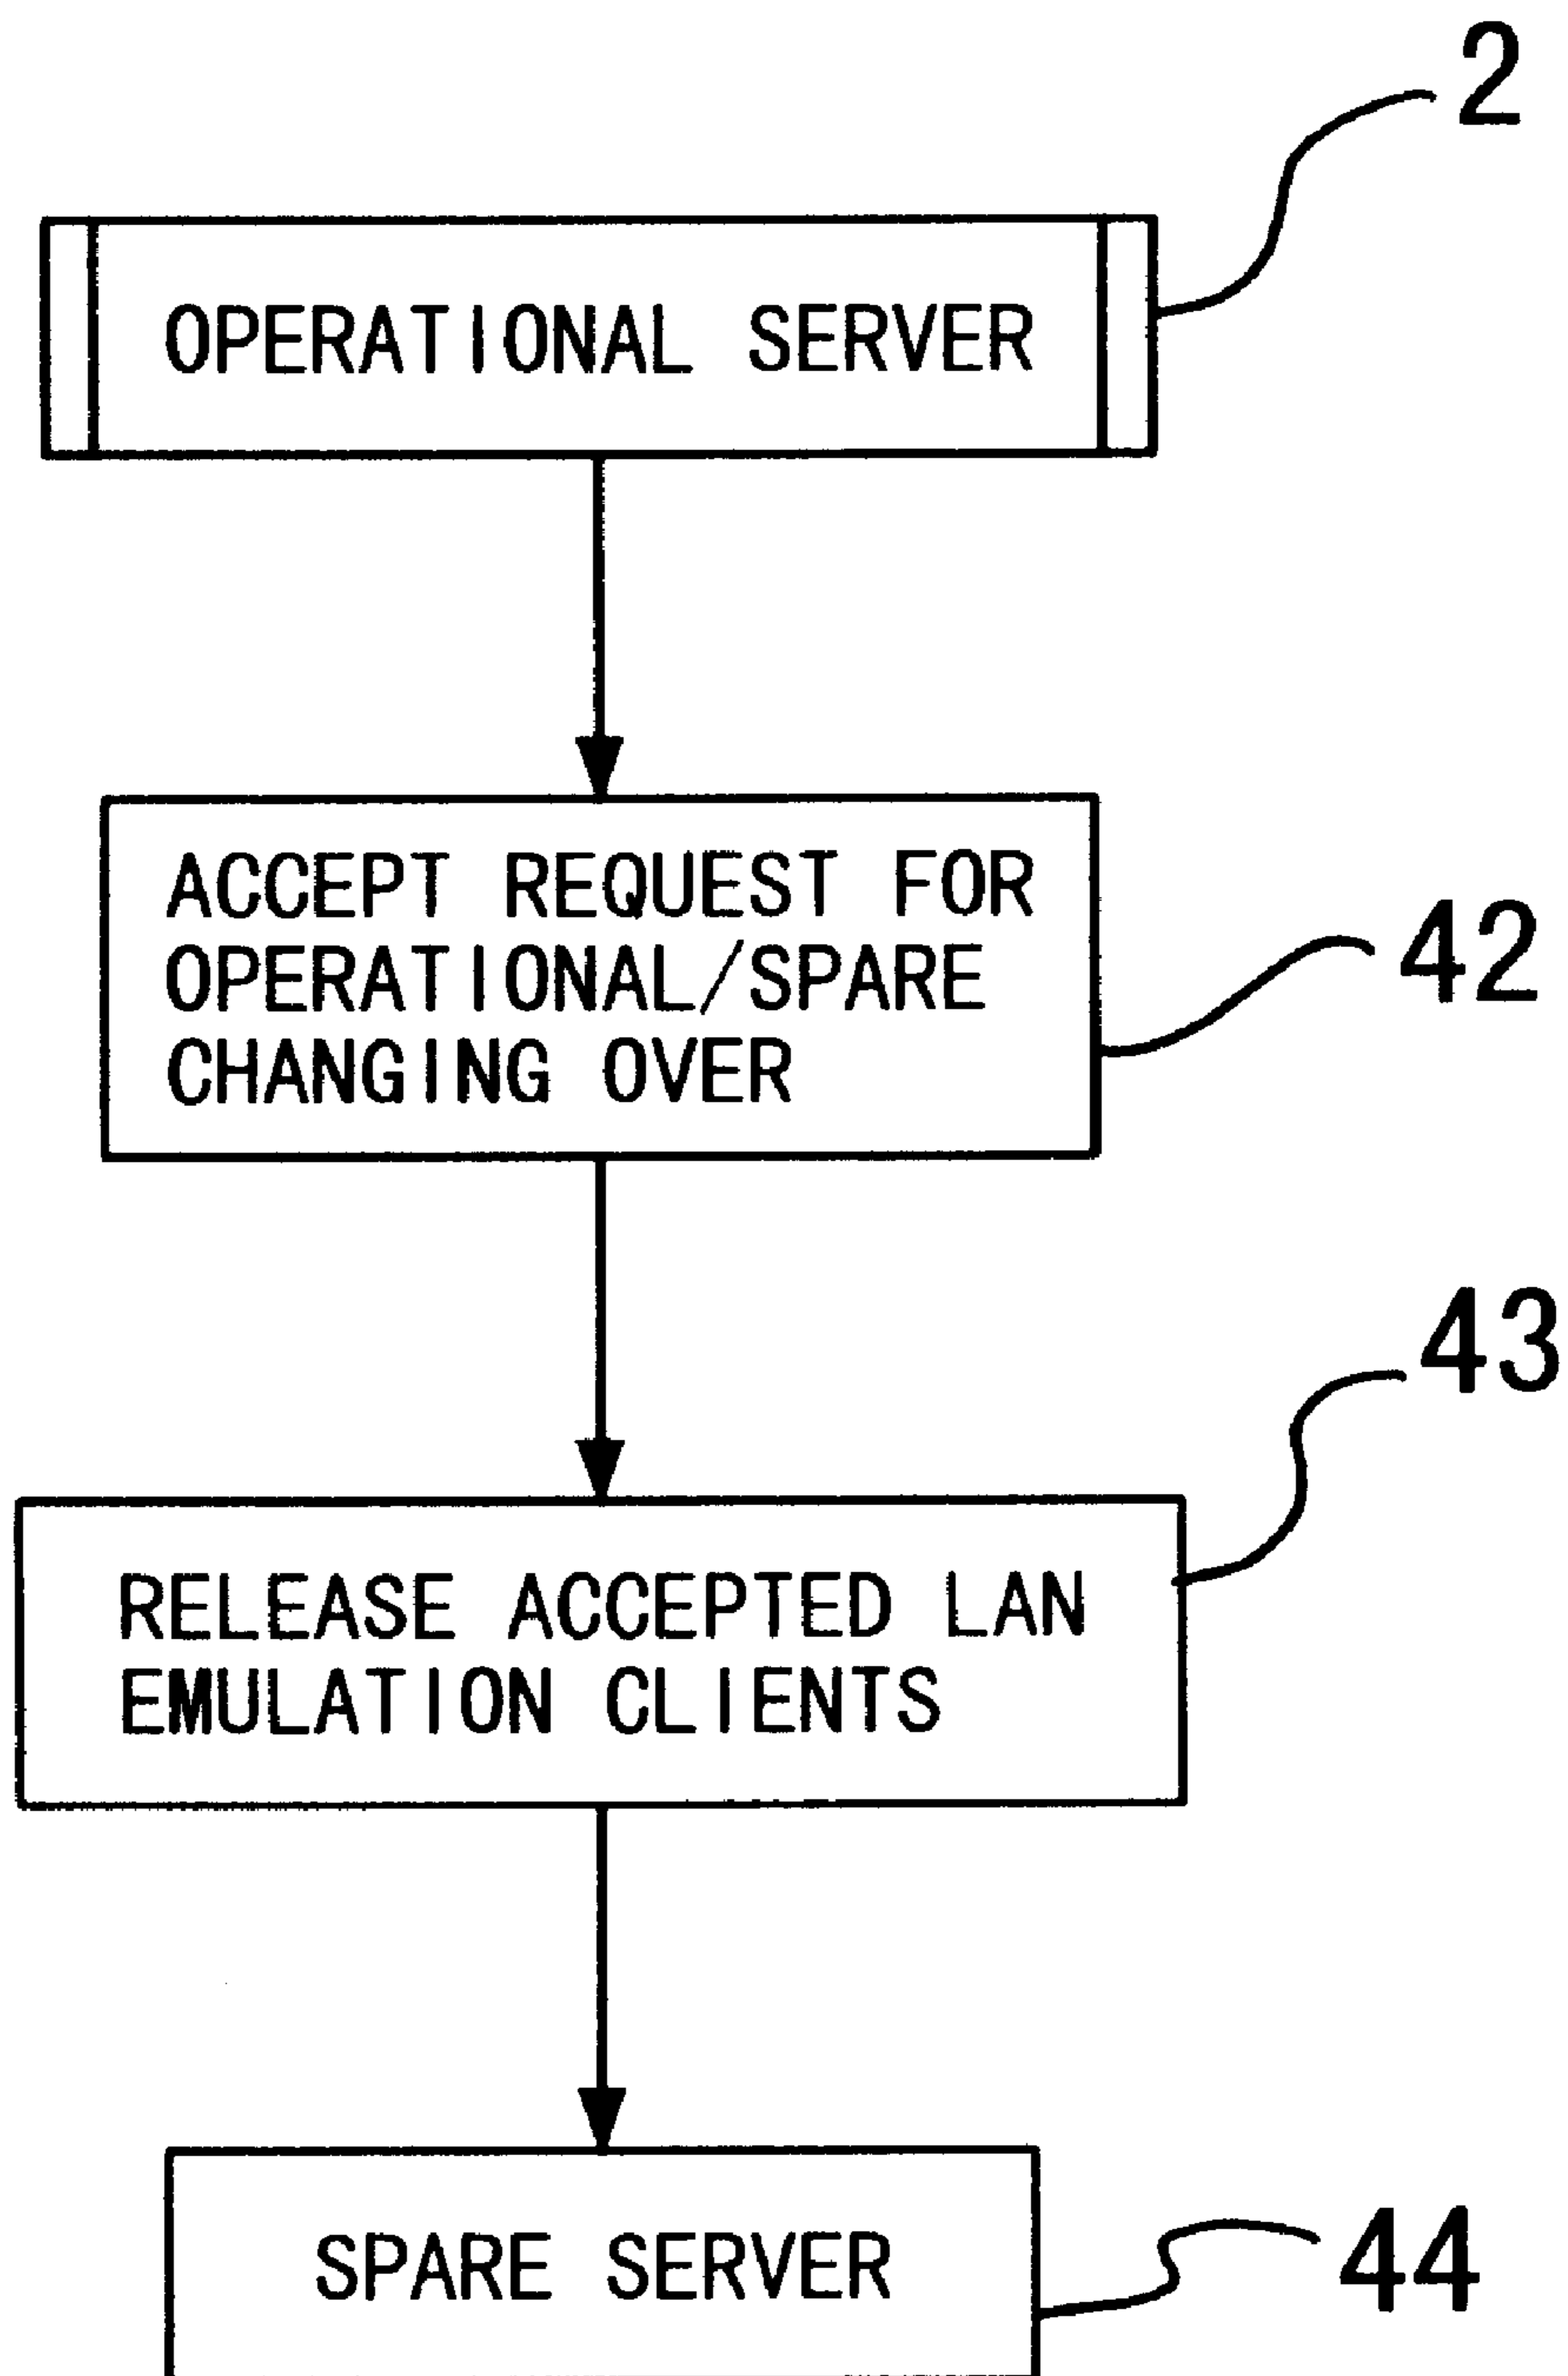 2
OPERATIONAL SERVER
ACCEPT REQUEST FOR
OPERATIONAL/SPARE
CHANGING OVER
42
43
RELEASE ACCEPTED LAN
EMULATION CLIENTS
SPARE SERVER
44